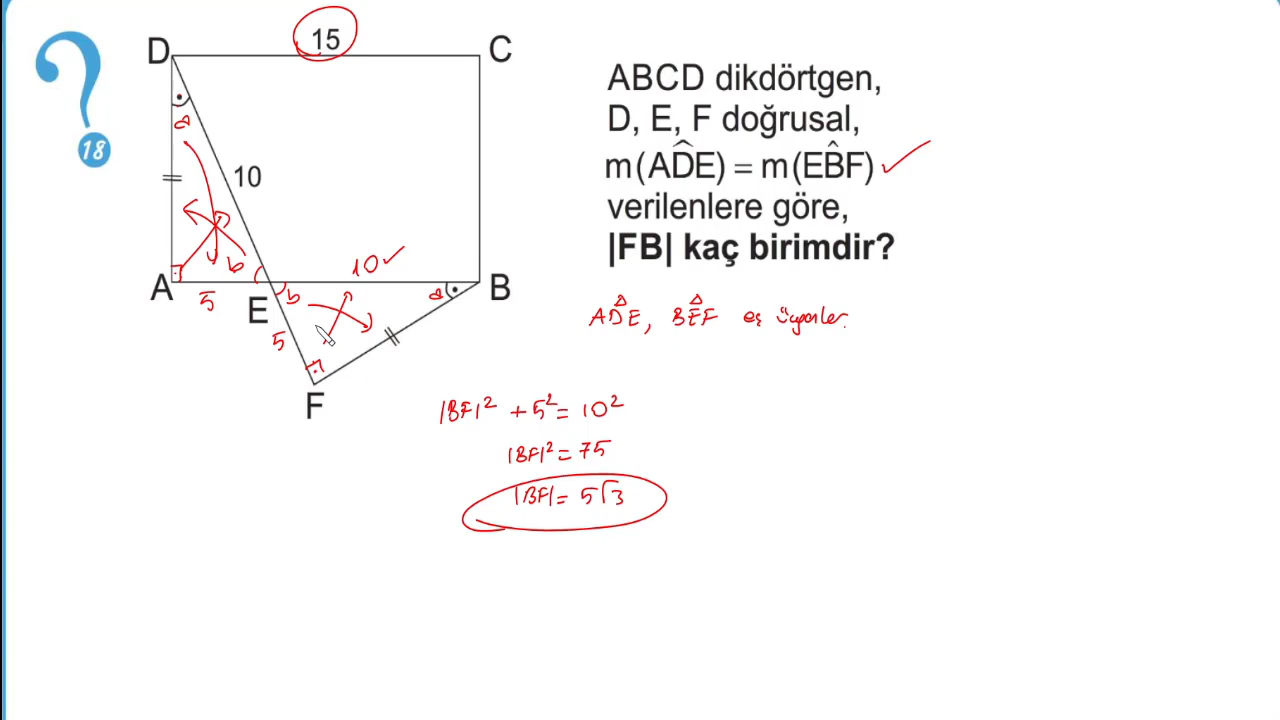 15
D
C
a
18
10
ABCD dikdörtgen,
D, E, F doğrusal,
m(ADE) = m(EBF)
verilenlere göre,
|FB| kaç birimdir?
b
10
A
5
E
b
a
B
5
F
ADE, BEF eş üçgenler.
|BF|² + 5² = 10²
|BF|² = 75
|BF| = 5√3